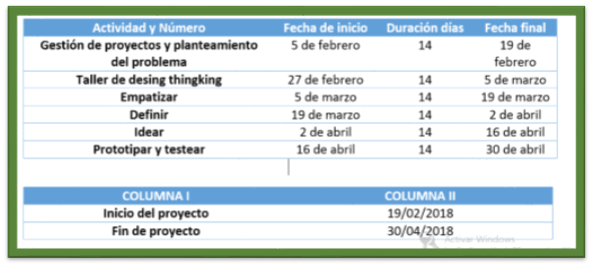 Actividad y Número Fecha de inicio Duración días Fecha final
Gestión de proyectos y planteamiento 5 de febrero 14 19 de
del problema febrero
Taller de desing thingking 27 de febrero 14 5 de marzo
Empatizar 5 de marzo 14 19 de marzo
Definir 19 de marzo 14 2 de abril
Idear 2 de abril 14 16 de abril
Prototipar y testear 16 de abril 14 30 de abril
COLUMNA I COLUMNA II
Inicio del proyecto 19/02/2018
Fin de proyecto 30/04/2018
Activar Windows